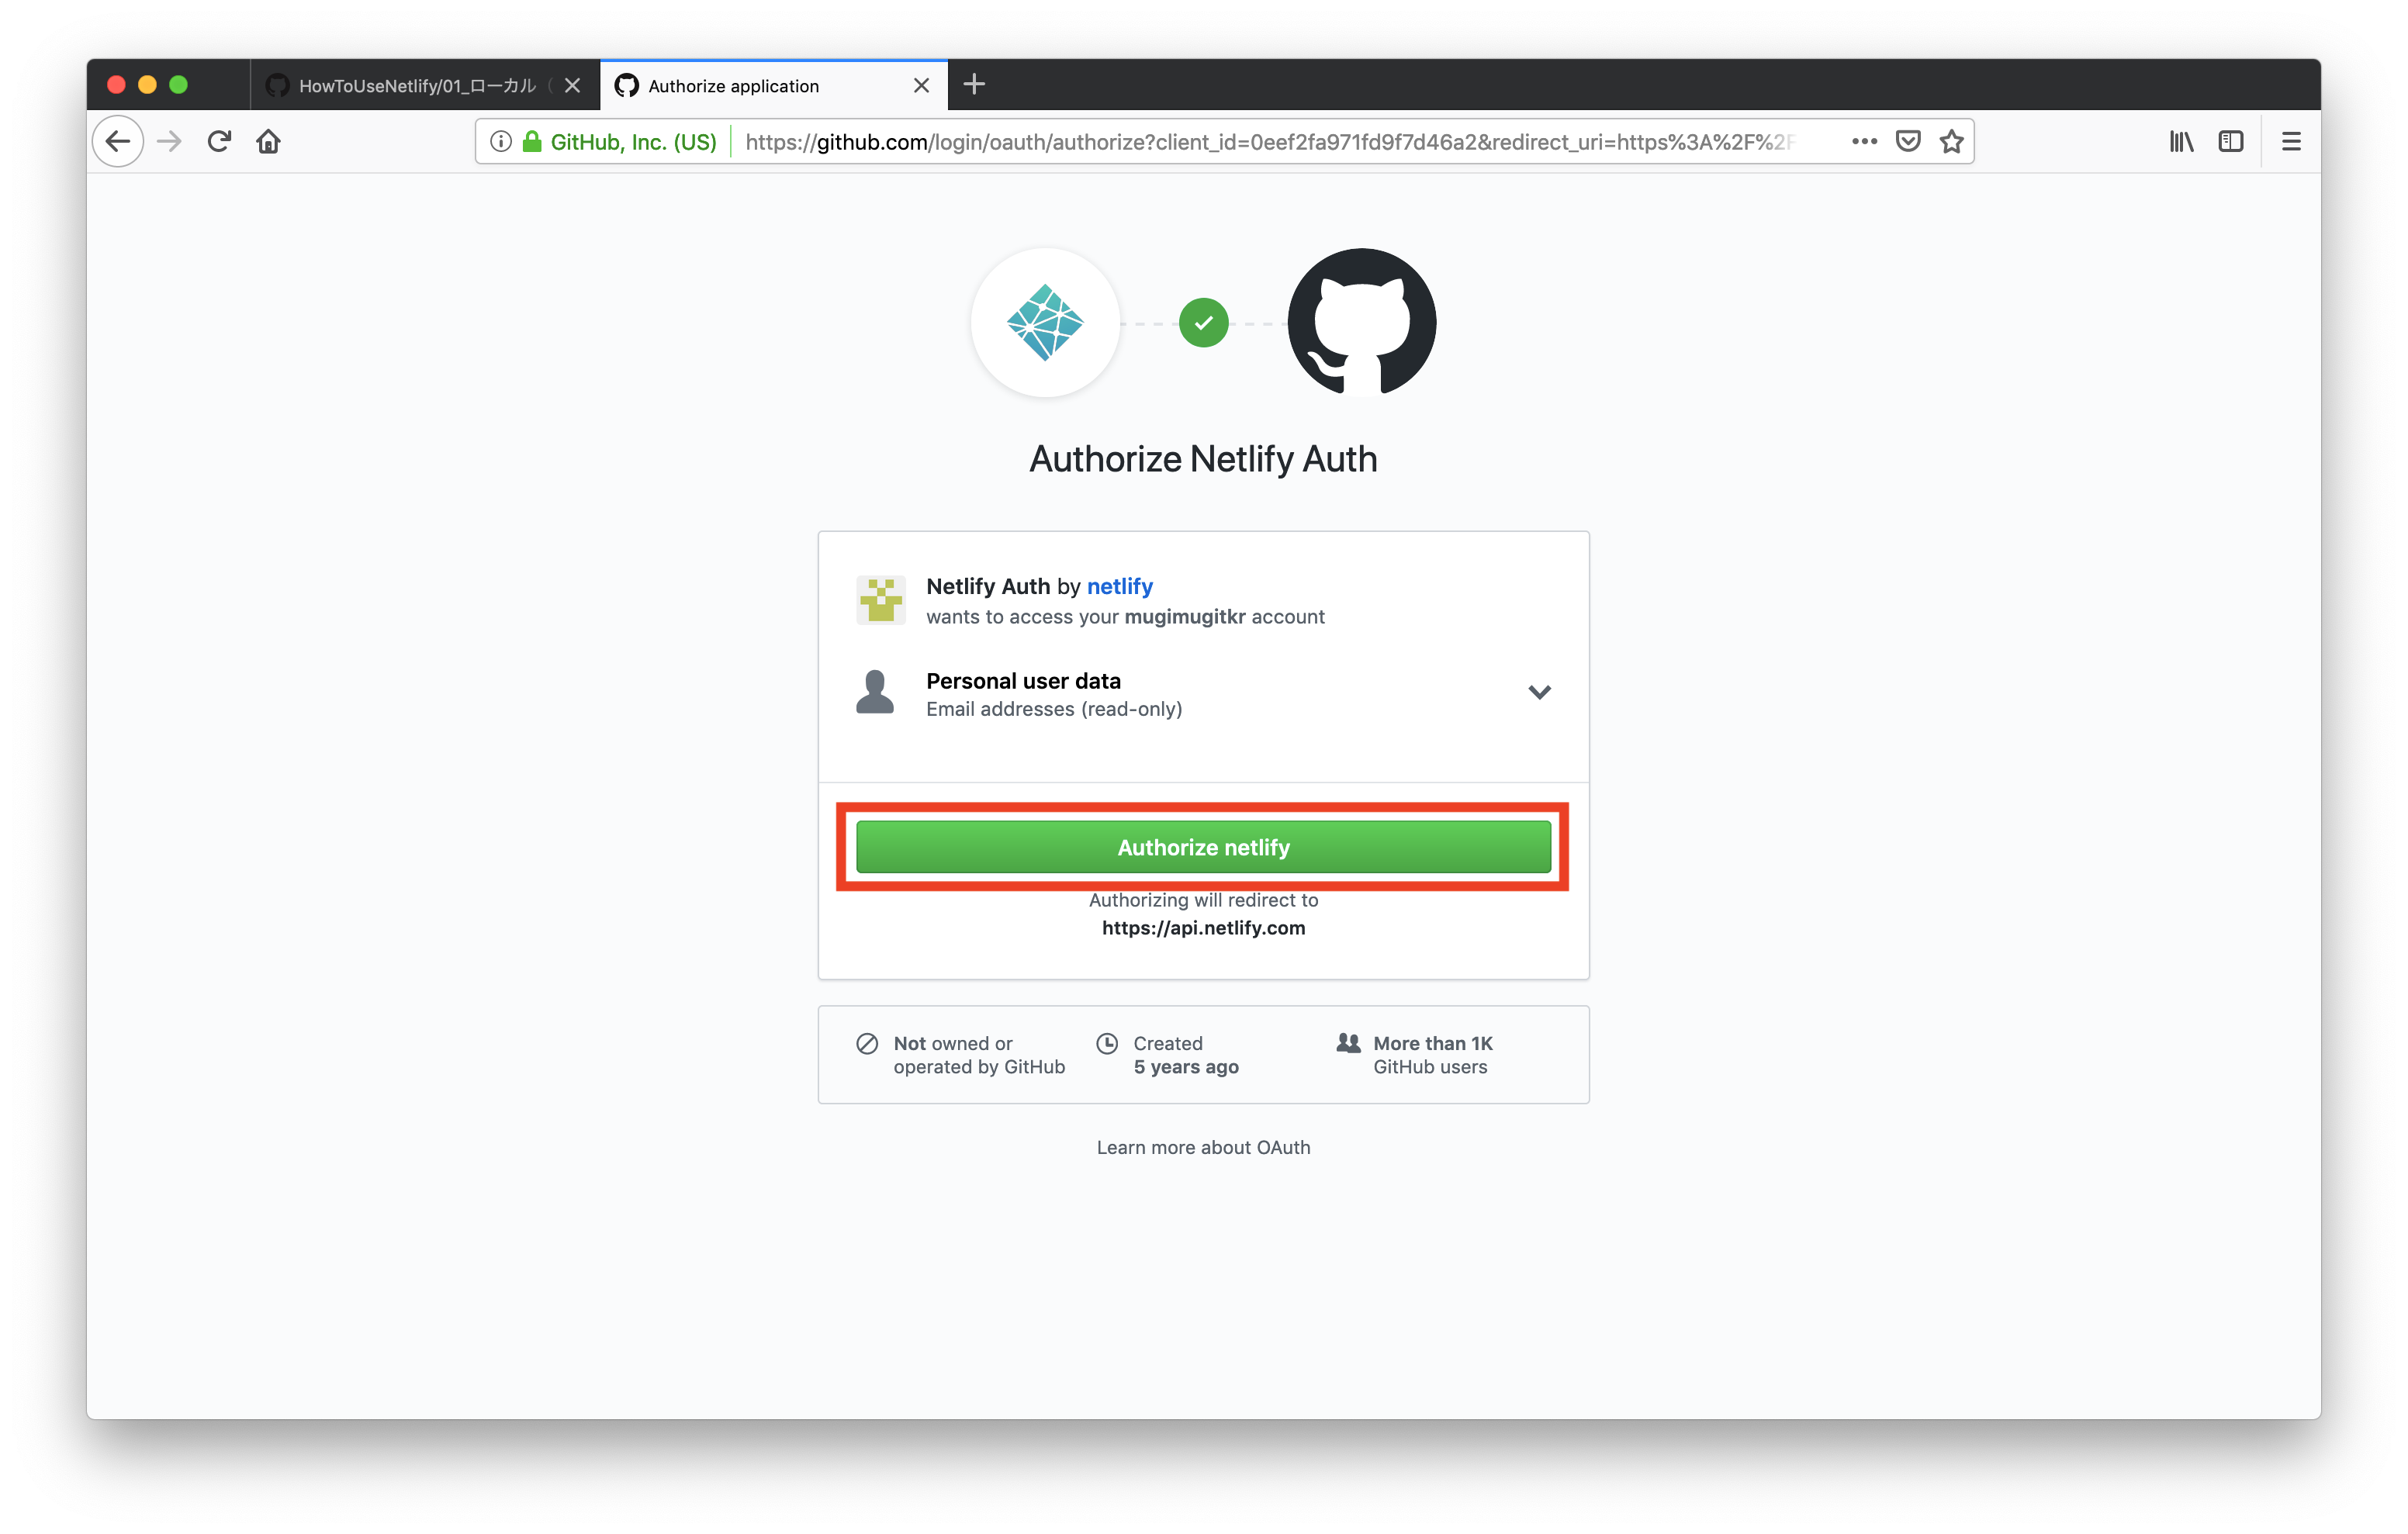 HowToUseNetlify/01_ローカル
Authorize application
GitHub, Inc. (US)
https://github.com/login/oauth/authorize?client_id=0eef2fa971fd9f7d46a2&redirect_uri=https%3A%2F%2F
Authorize Netlify Auth
Netlify Auth by netlify
wants to access your mugimugitkr account
Personal user data
Email addresses (read-only)
Authorize netlify
Authorizing will redirect to
https://api.netlify.com
Not owned or
operated by GitHub
Created
5 years ago
More than 1K
GitHub users
Learn more about OAuth